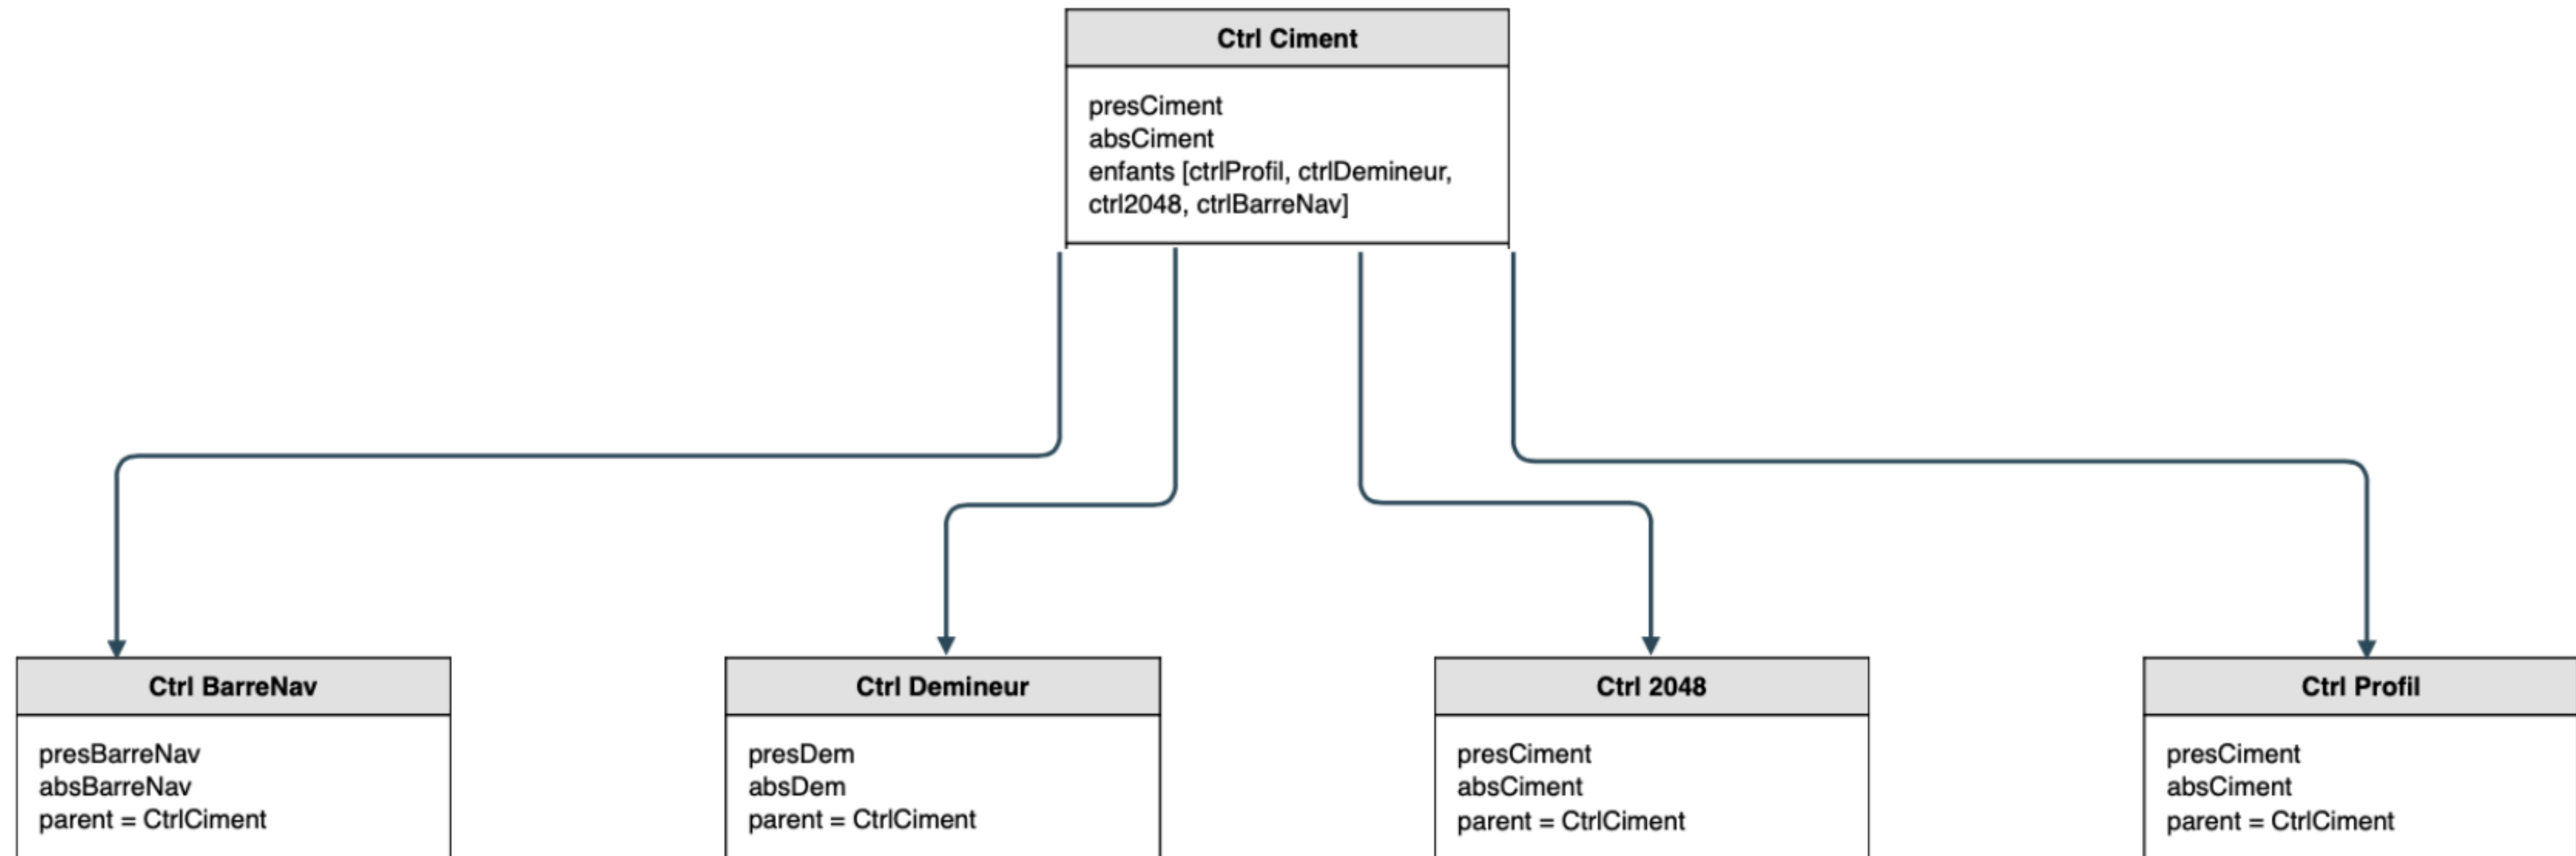 Ctrl Ciment
presCiment
absCiment
enfants [ctrlProfil, ctrlDemineur,
ctrl2048, ctrlBarreNav]
Ctrl BarreNav
presBarreNav
absBarreNav
parent = CtrlCiment
Ctrl Demineur
presDem
absDem
parent = CtrlCiment
Ctrl 2048
presCiment
absCiment
parent = CtrlCiment
Ctrl Profil
presCiment
absCiment
parent = CtrlCiment